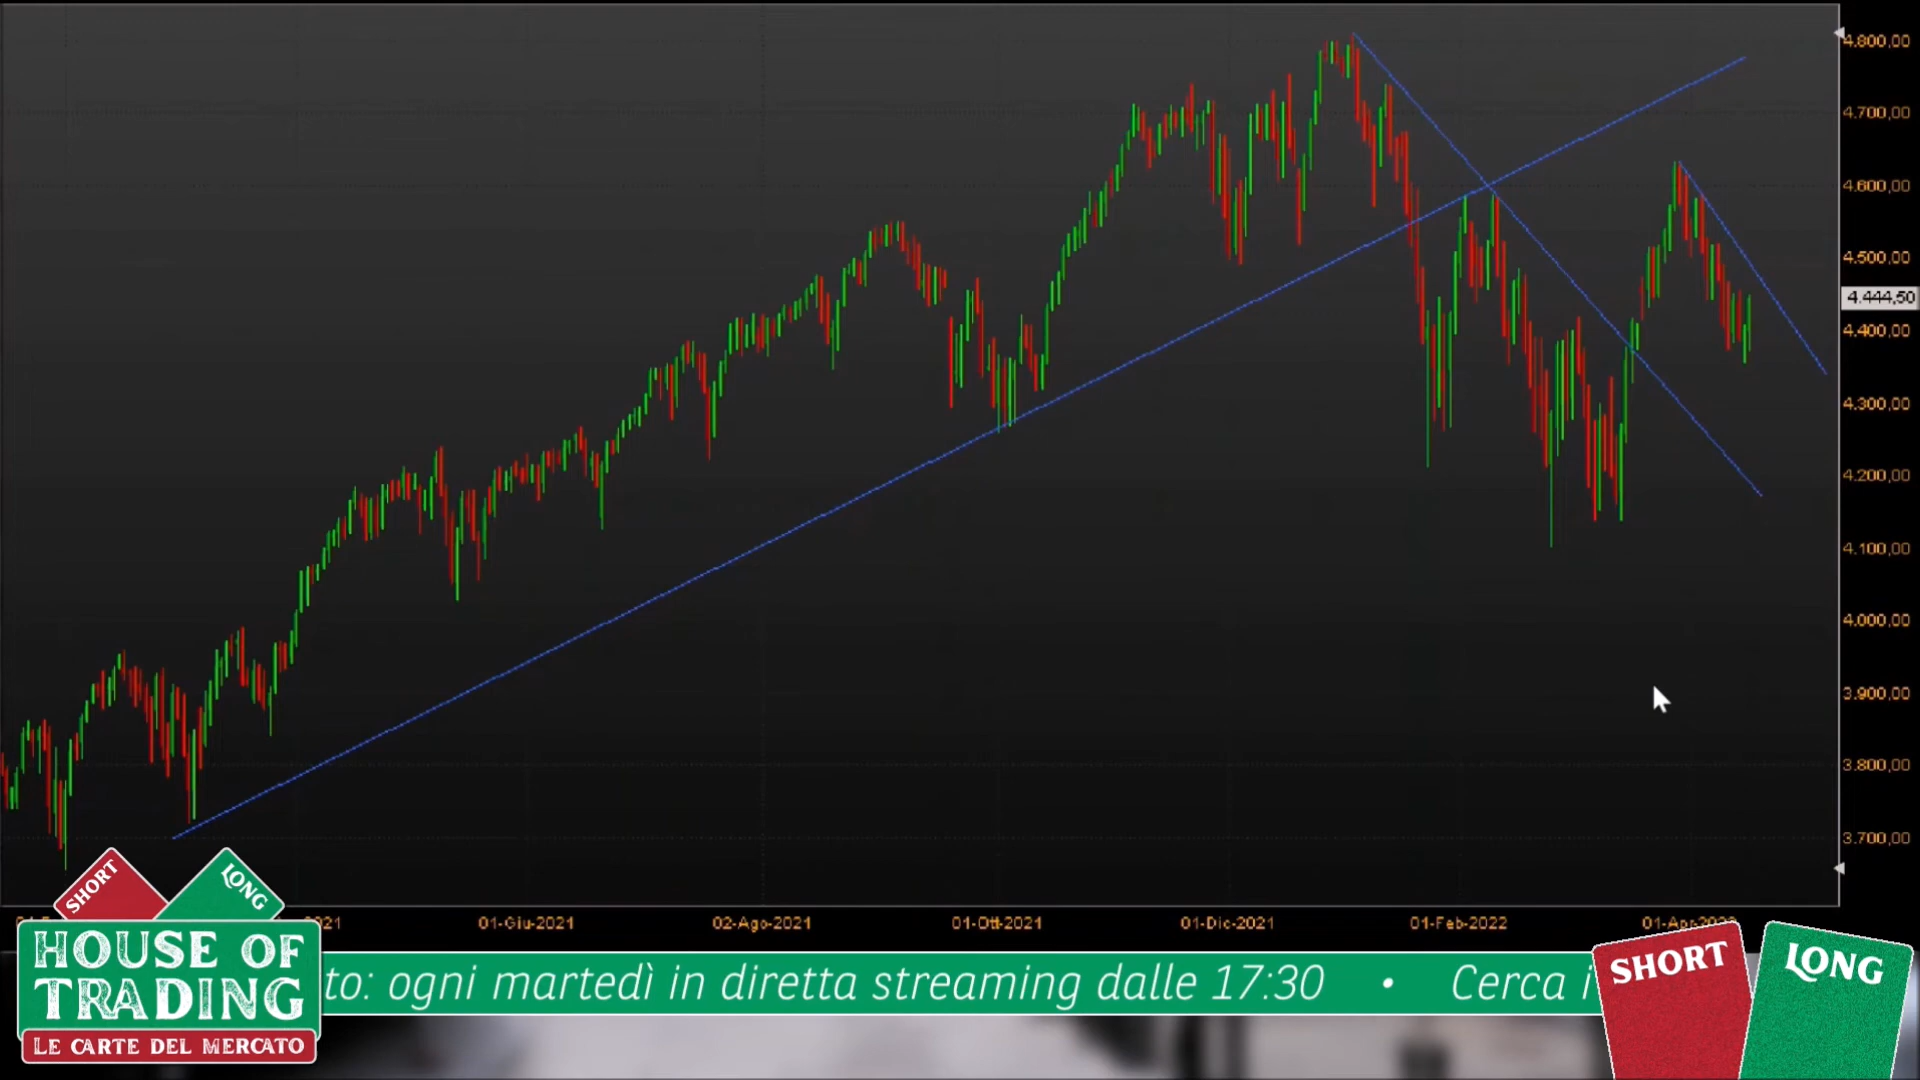 4.800,00
4.700,00
4.600,00
4.500,00
4.444,50
4.400,00
4.300,00
4.200,00
4.100,00
4.000,00
3.900,00
3.800,00
3.700,00
01-Giu-2021
02-Ago-2021
01-Ott-2021
01-Dic-2021
01-Feb-2022
SHORT
LONG
HOUSE OF
TRADING
LE CARTE DEL MERCATO
to: ogni martedì in diretta streaming dalle 17:30 • Cerca i
SHORT
LONG